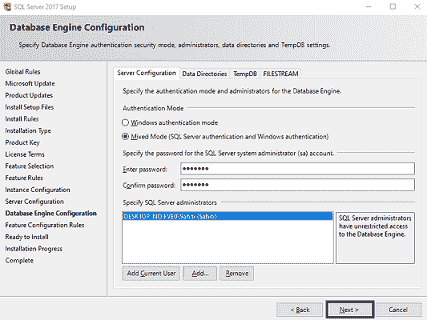 SQL Server 2017 Setup
Database Engine Configuration
Specify Database Engine authentication security mode, administrators, data directories and TempDB settings.
Global Rules
Microsoft Update
Product Updates
Install Setup Files
Install Rules
Installation Type
Product Key
License Terms
Feature Selection
Feature Rules
Instance Configuration
Server Configuration
Database Engine Configuration
Feature Configuration Rules
Ready to Install
Installation Progress
Complete
Server Configuration Data Directories TempDB FILESTREAM
Specify the authentication mode and administrators for the Database Engine.
Authentication Mode
Windows authentication mode
Mixed Mode (SQL Server authentication and Windows authentication)
Specify the password for the SQL Server system administrator (sa) account.
Enter password: •••••••
Confirm password: •••••••
Specify SQL Server administrators
SQL Server administrators
have unrestricted access
to the Database Engine.
Add Current User Add... Remove
< Back Next > Cancel